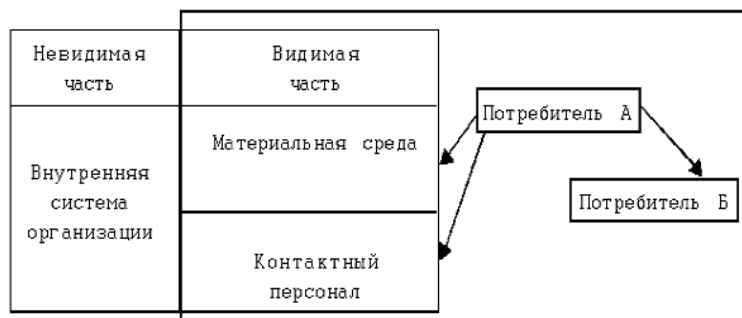 Невидимая
часть
Видимая
часть
Внутренняя
система
организации
Материальная среда
Контактный
персонал
Потребитель А
Потребитель Б